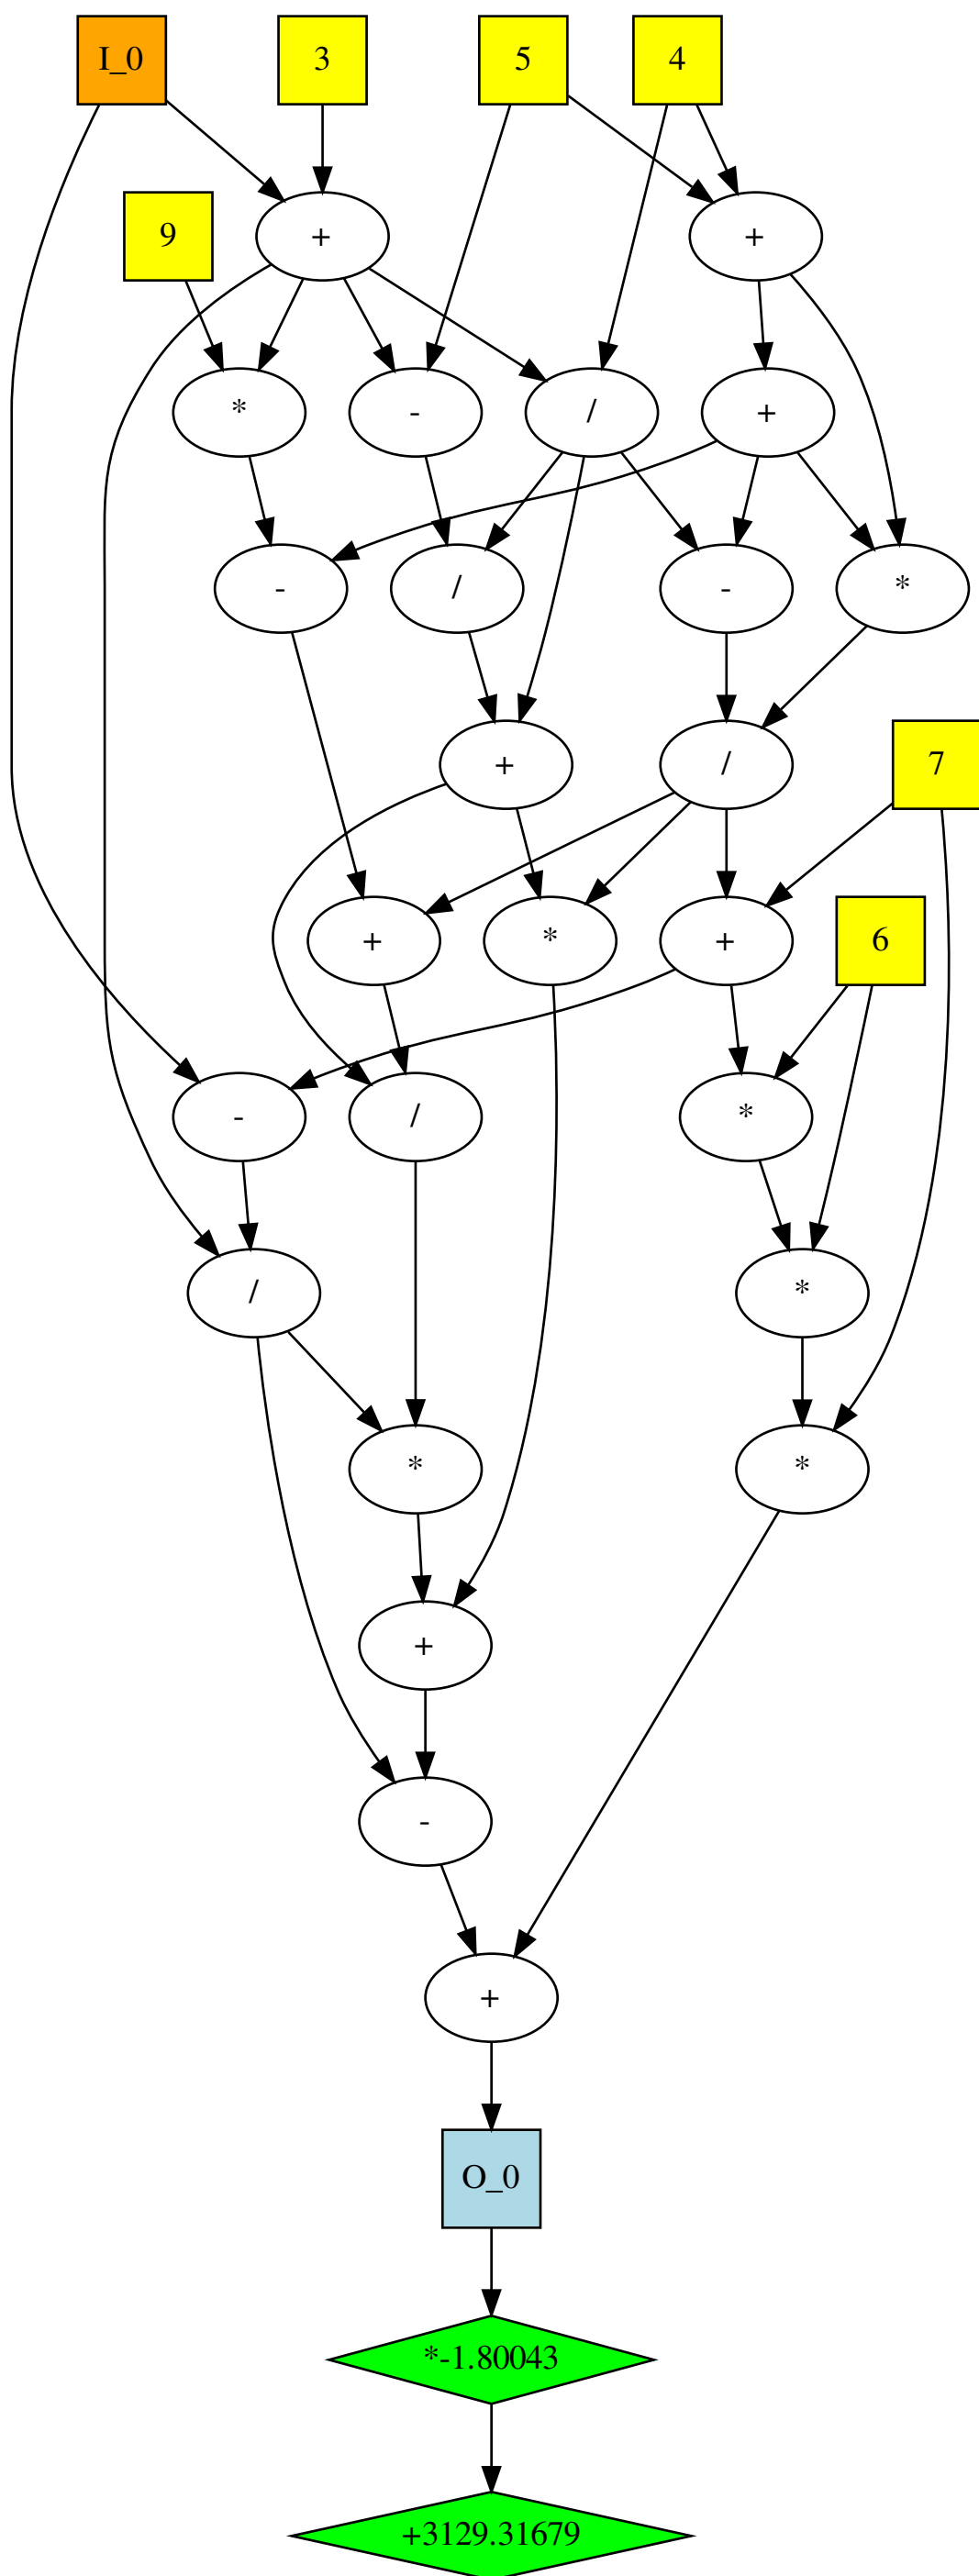 I_0 3 5 4
9 + +
* - / +
- / - *
+ / 7
+ * + 6
- / *
/ *
* *
+
-
+
O_0
*-1.80043
+3129.31679